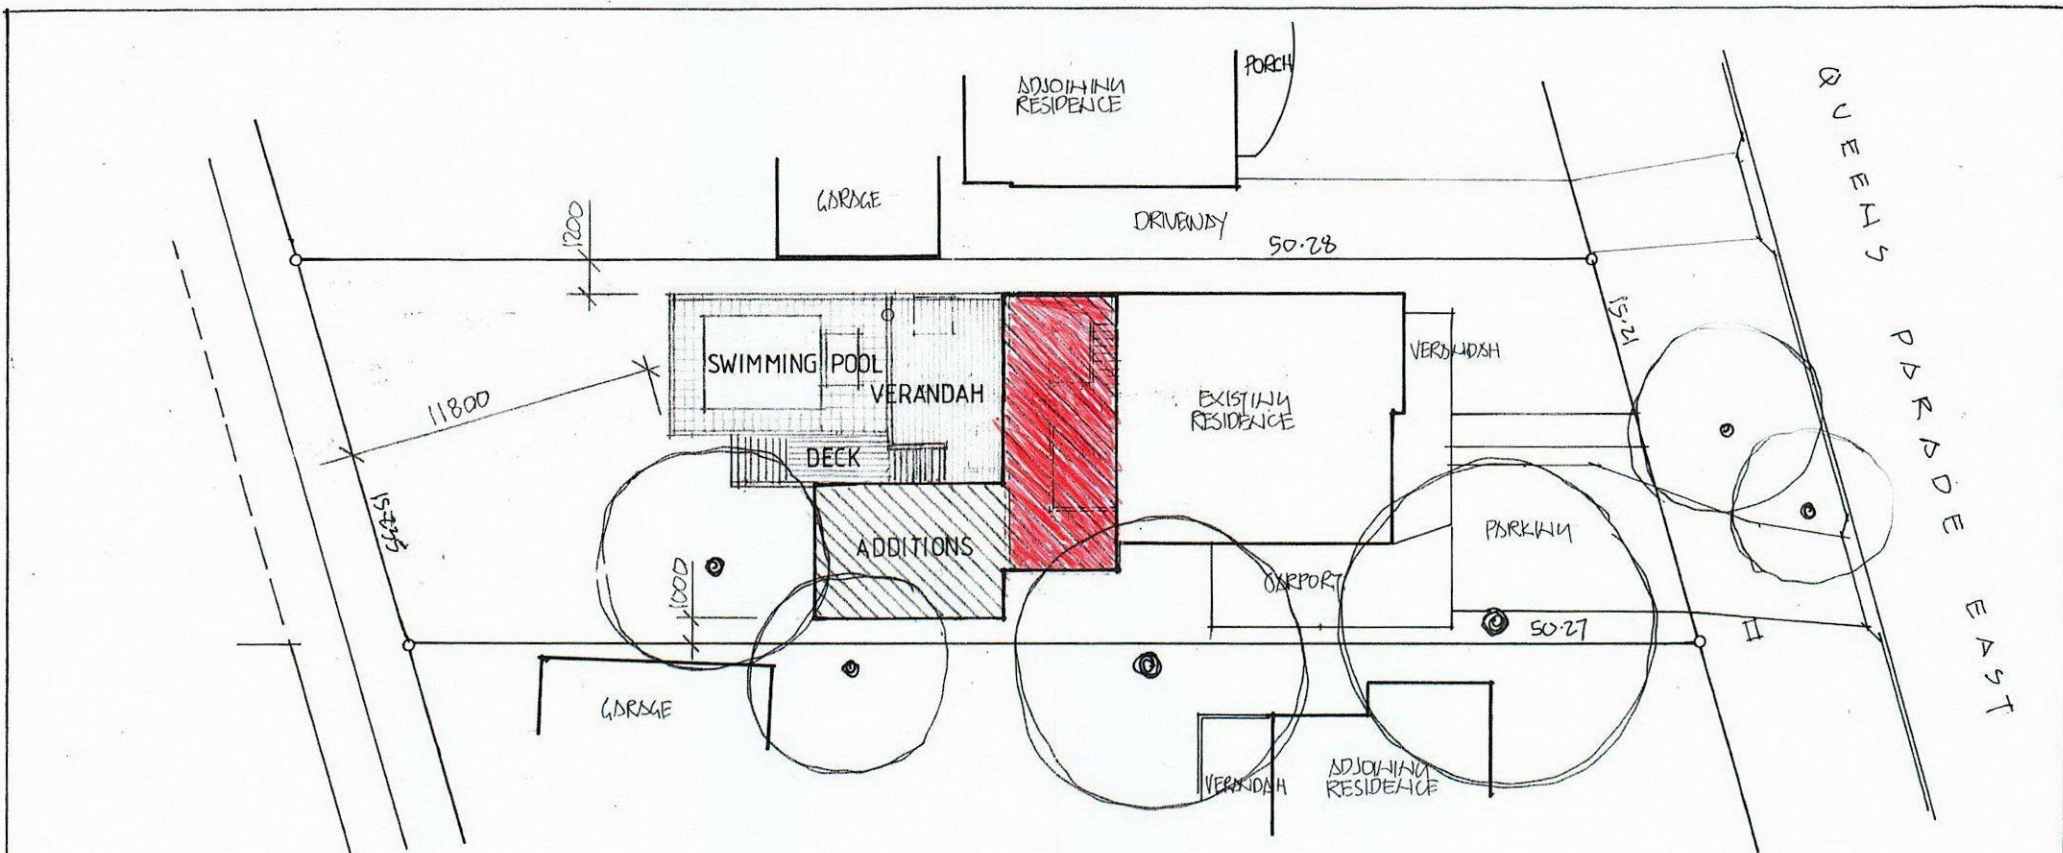 PORCH
ADJOINING
RESIDENCE
GARAGE
DRIVEWAY
50.28
1200
QUEENS PARADE EAST
15.21
SWIMMING POOL
VERANDAH
VERANDAH
EXISTING
RESIDENCE
11800
DECK
ADDITIONS
PARKING
CARPORT
1000
50.27
GARAGE
VERANDAH
ADJOINING
RESIDENCE